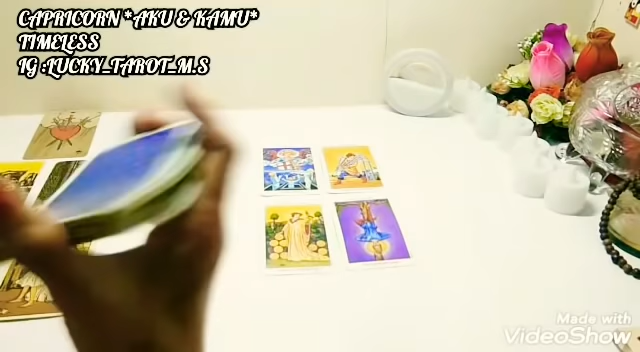 CAPRICORN *AKU & KAMU*
TIMELESS
IG :LUCKY_TAROT_M.S
Made with
VideoShow